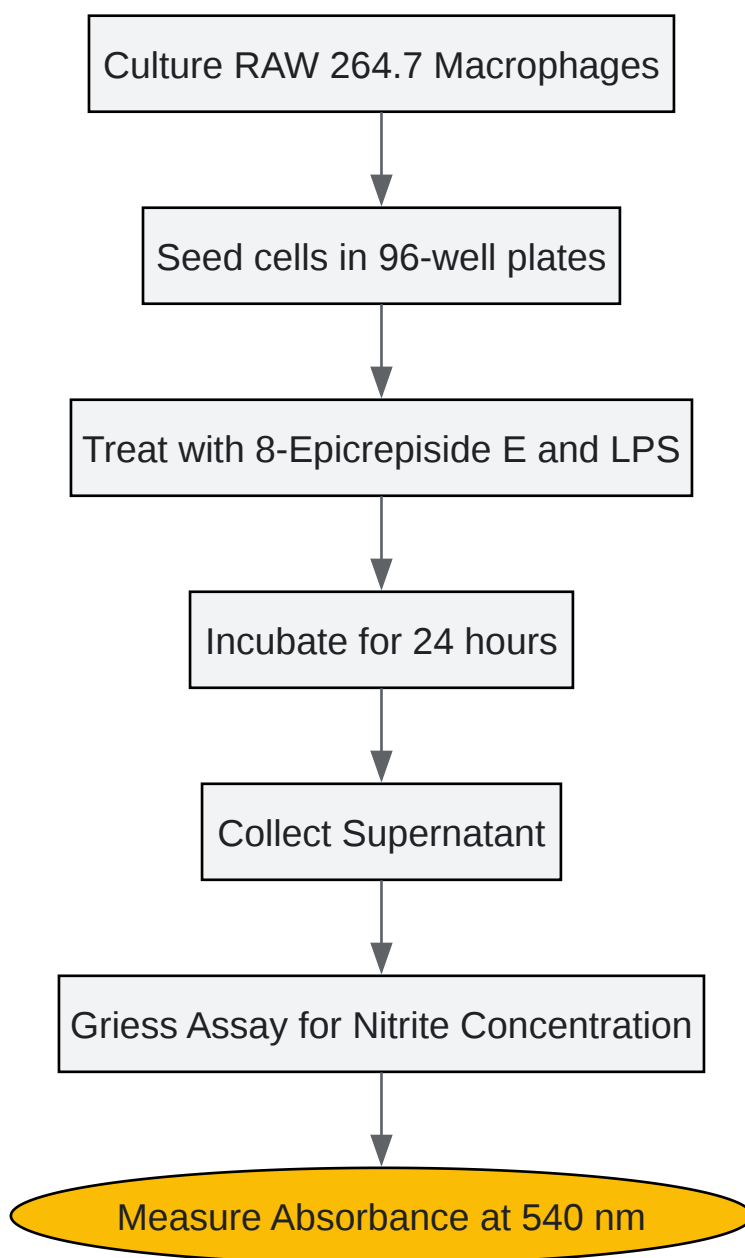 Culture RAW 264.7 Macrophages
Seed cells in 96-well plates
Treat with 8-Epicrepiside E and LPS
Incubate for 24 hours
Collect Supernatant
Griess Assay for Nitrite Concentration
Measure Absorbance at 540 nm